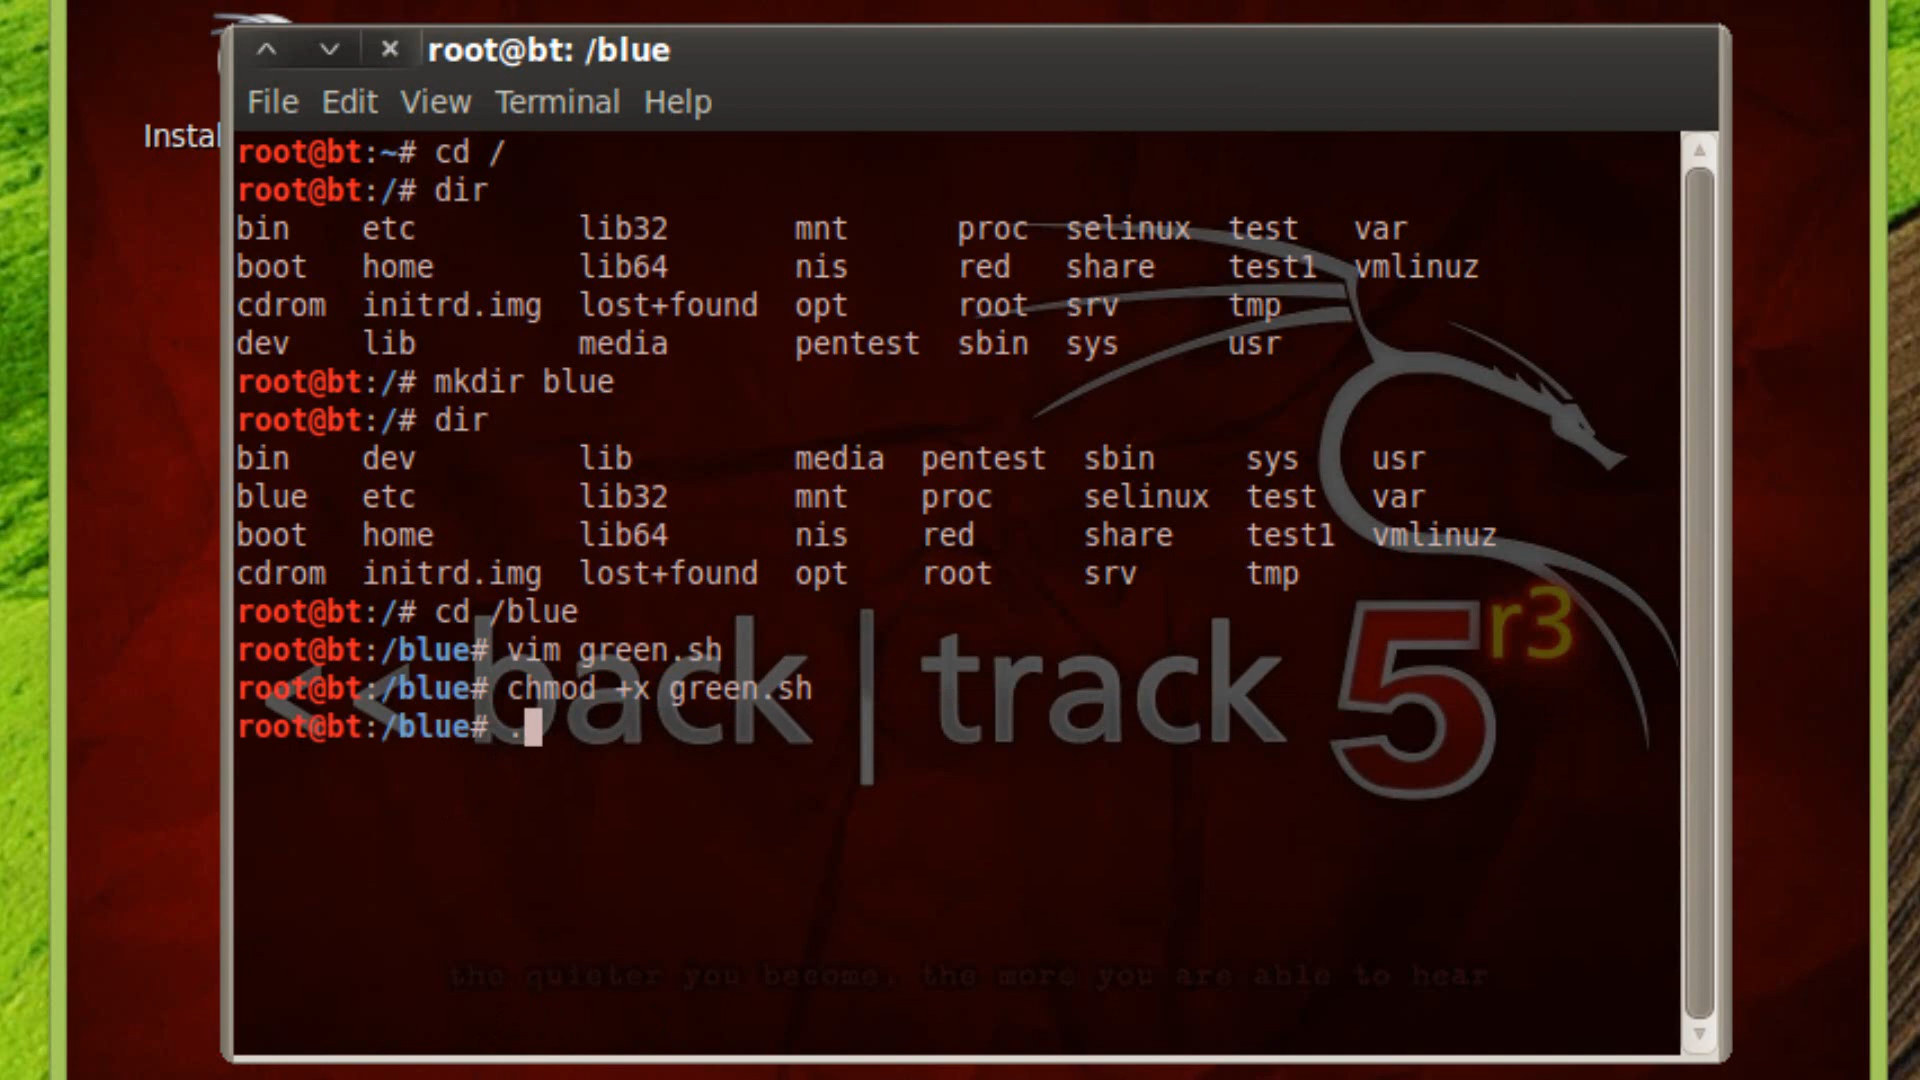 root@bt: /blue
File Edit View Terminal Help
Instal
root@bt:~# cd /
root@bt:/# dir
bin etc lib32 mnt proc selinux test var
boot home lib64 nis red share test1 vmlinuz
cdrom initrd.img lost+found opt root srv tmp
dev lib media pentest sbin sys usr
root@bt:/# mkdir blue
root@bt:/# dir
bin dev lib media pentest sbin sys usr
blue etc lib32 mnt proc selinux test var
boot home lib64 nis red share test1 vmlinuz
cdrom initrd.img lost+found opt root srv tmp
root@bt:/# cd /blue
root@bt:/blue# vim green.sh
root@bt:/blue# chmod +x green.sh
root@bt:/blue# .
<< back | track 5 r3
the quieter you become, the more you are able to hear